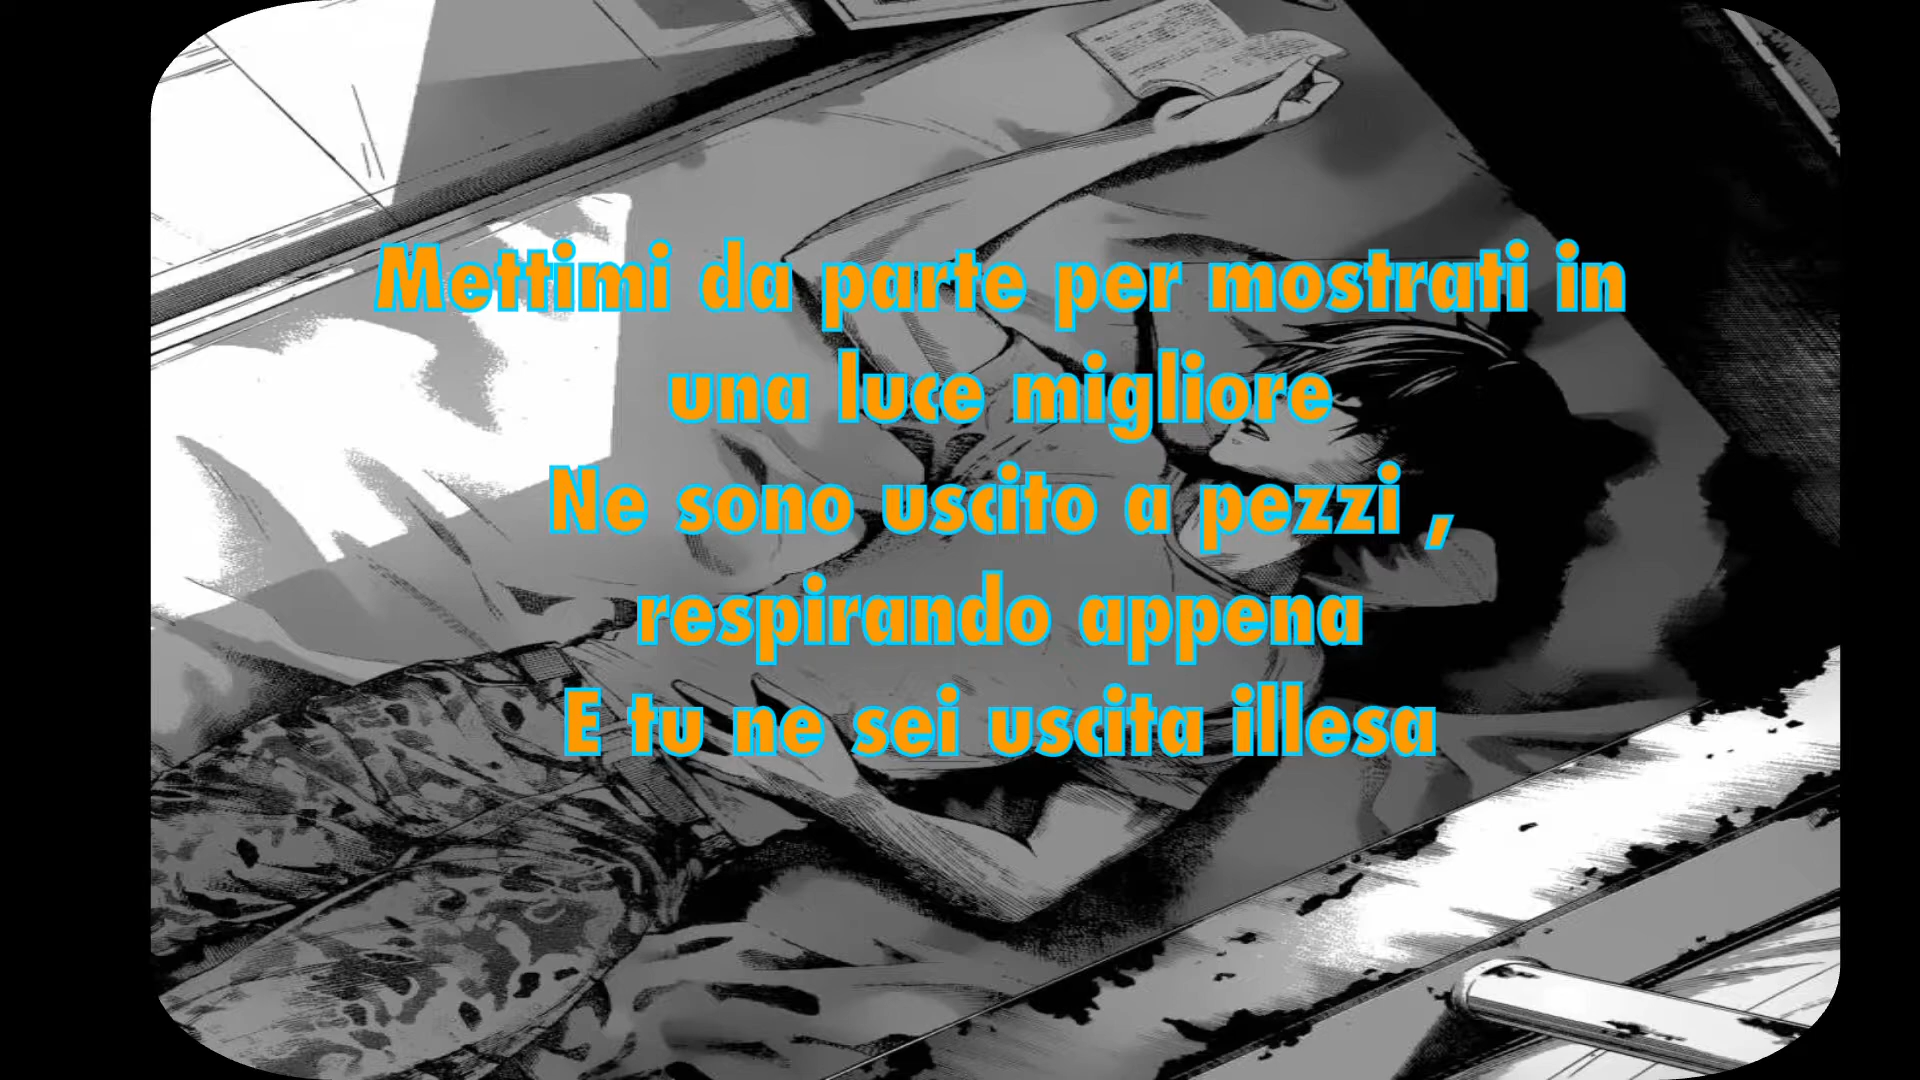 Mettimi da parte per mostrati in
una luce migliore
Ne sono uscito a pezzi ,
respirando appena
E tu ne sei uscita illesa